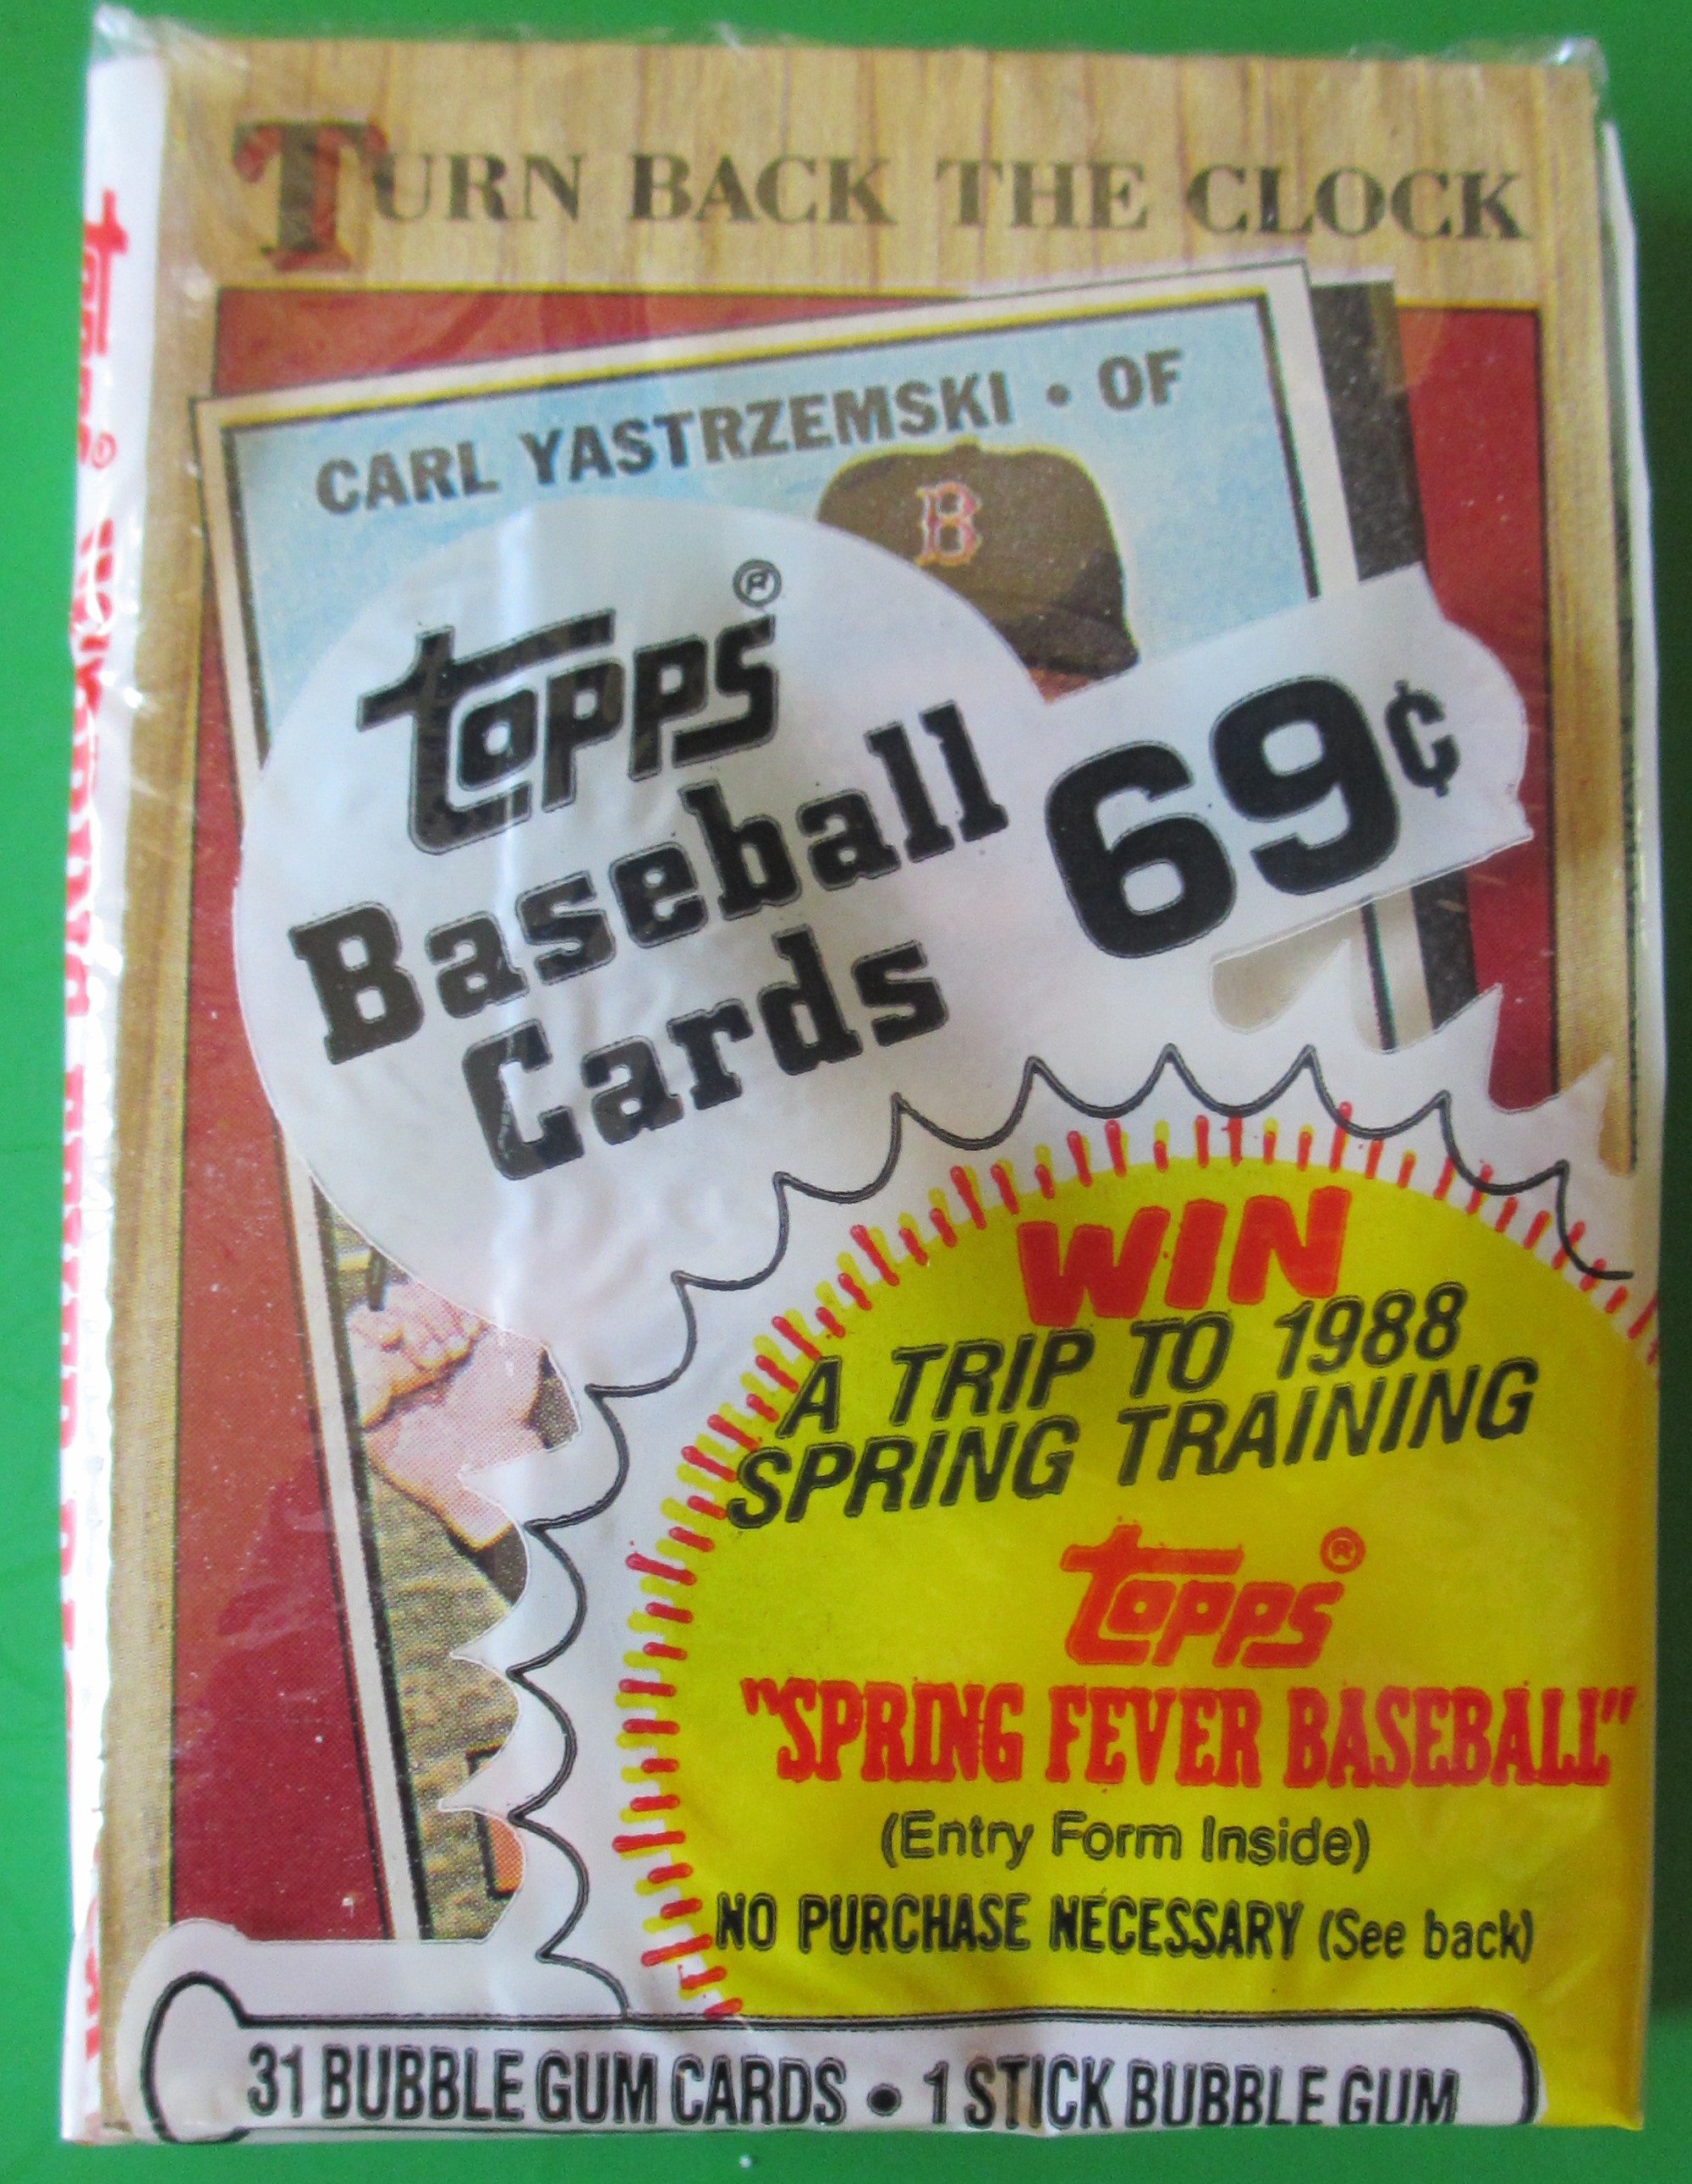 TURN BACK THE CLOCK
CARL YASTRZEMSKI • OF
B
topps®
Baseball
Cards
69¢
WIN
A TRIP TO 1988
SPRING TRAINING
topps®
"SPRING FEVER BASEBALL"
(Entry Form Inside)
NO PURCHASE NECESSARY (See back)
31 BUBBLE GUM CARDS • 1 STICK BUBBLE GUM